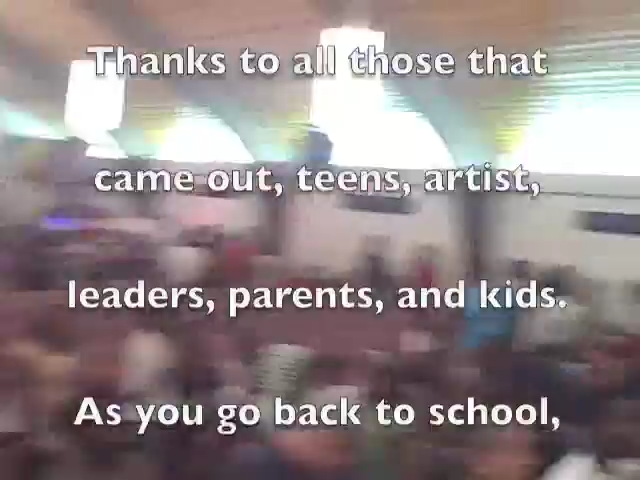 Thanks to all those that
came out, teens, artist,
leaders, parents, and kids.
As you go back to school,